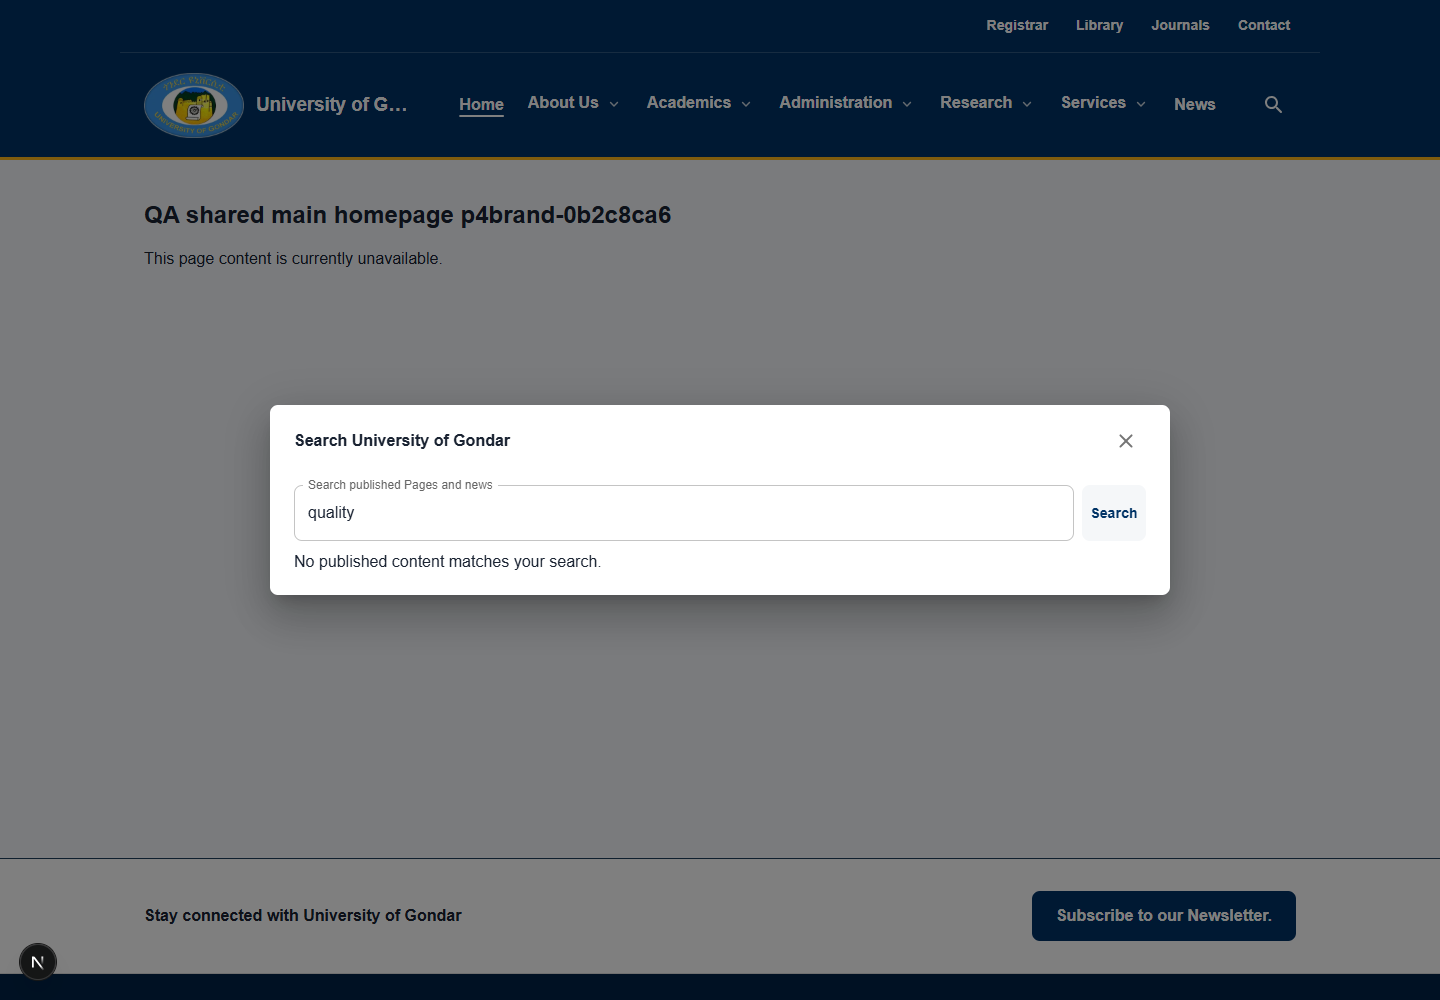 Registrar Library Journals Contact
University of G...
Home About Us Academics Administration Research Services News
QA shared main homepage p4brand-0b2c8ca6
This page content is currently unavailable.
Search University of Gondar
Search published Pages and news
quality
Search
No published content matches your search.
Stay connected with University of Gondar
Subscribe to our Newsletter.
N